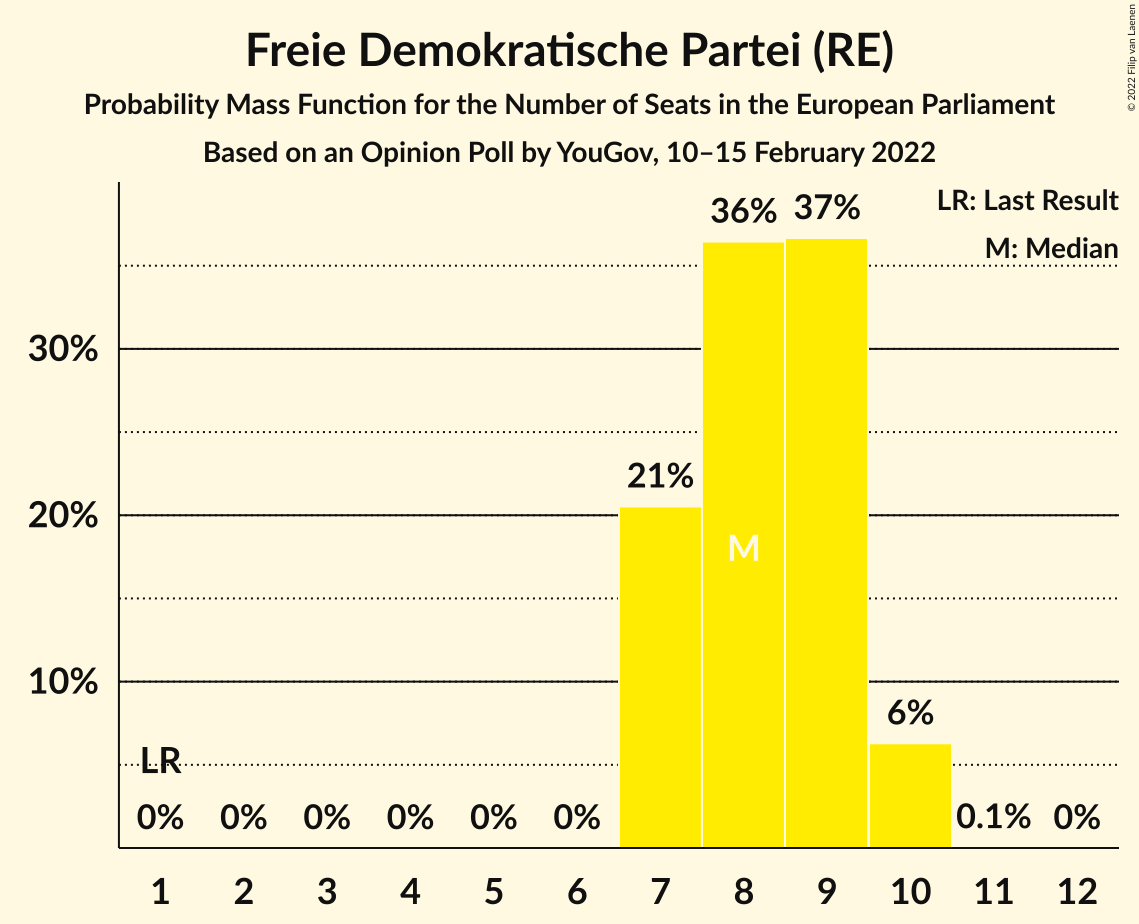 Freie Demokratische Partei (RE)
Probability Mass Function for the Number of Seats in the European Parliament
Based on an Opinion Poll by YouGov, 10–15 February 2022
© 2022 Filip van Laenen
LR: Last Result
M: Median
36%
37%
30%
21%
20%
M
10%
6%
LR
0%
0%
0%
0%
0%
0%
0.1%
0%
1 2 3 4 5 6 7 8 9 10 11 12